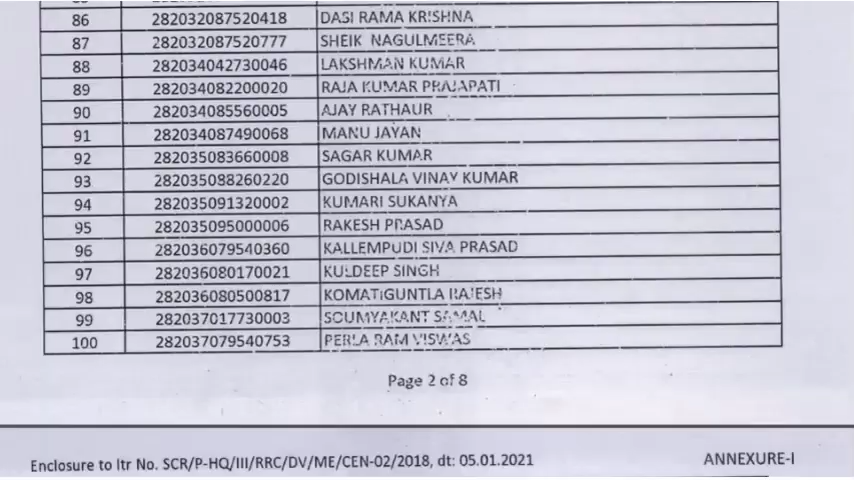 86 282032087520418 DASI RAMA KRISHNA
87 282032087520777 SHEIK NAGULMEERA
88 282034042730046 LAKSHMAN KUMAR
89 282034082200020 RAJA KUMAR PRAJAPATI
90 282034085560005 AJAY RATHAUR
91 282034087490068 MANU JAYAN
92 282035083660008 SAGAR KUMAR
93 282035088260220 GODISHALA VINAY KUMAR
94 282035091320002 KUMARI SUKANYA
95 282035095000006 RAKESH PRASAD
96 282036079540360 KALLEMPUDI SIVA PRASAD
97 282036080170021 KULDEEP SINGH
98 282036080500817 KOMATIGUNTLA RAJESH
99 282037017730003 SOUMYAKANT SAMAL
100 282037079540753 PERLA RAM VISWAS
Page 2 of 8
Enclosure to ltr No. SCR/P-HQ/III/RRC/DV/ME/CEN-02/2018, dt: 05.01.2021 ANNEXURE-I